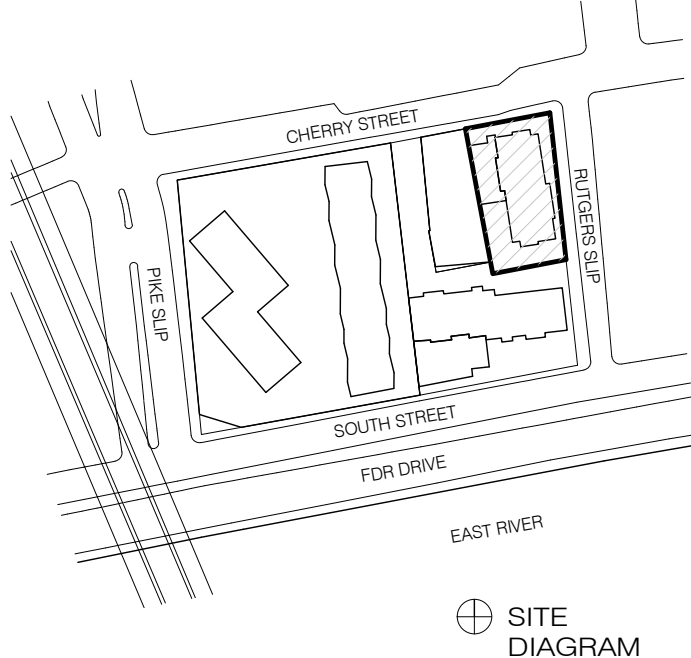 CHERRY STREET
RUTGERS SLIP
PIKE SLIP
SOUTH STREET
FDR DRIVE
EAST RIVER
SITE
DIAGRAM